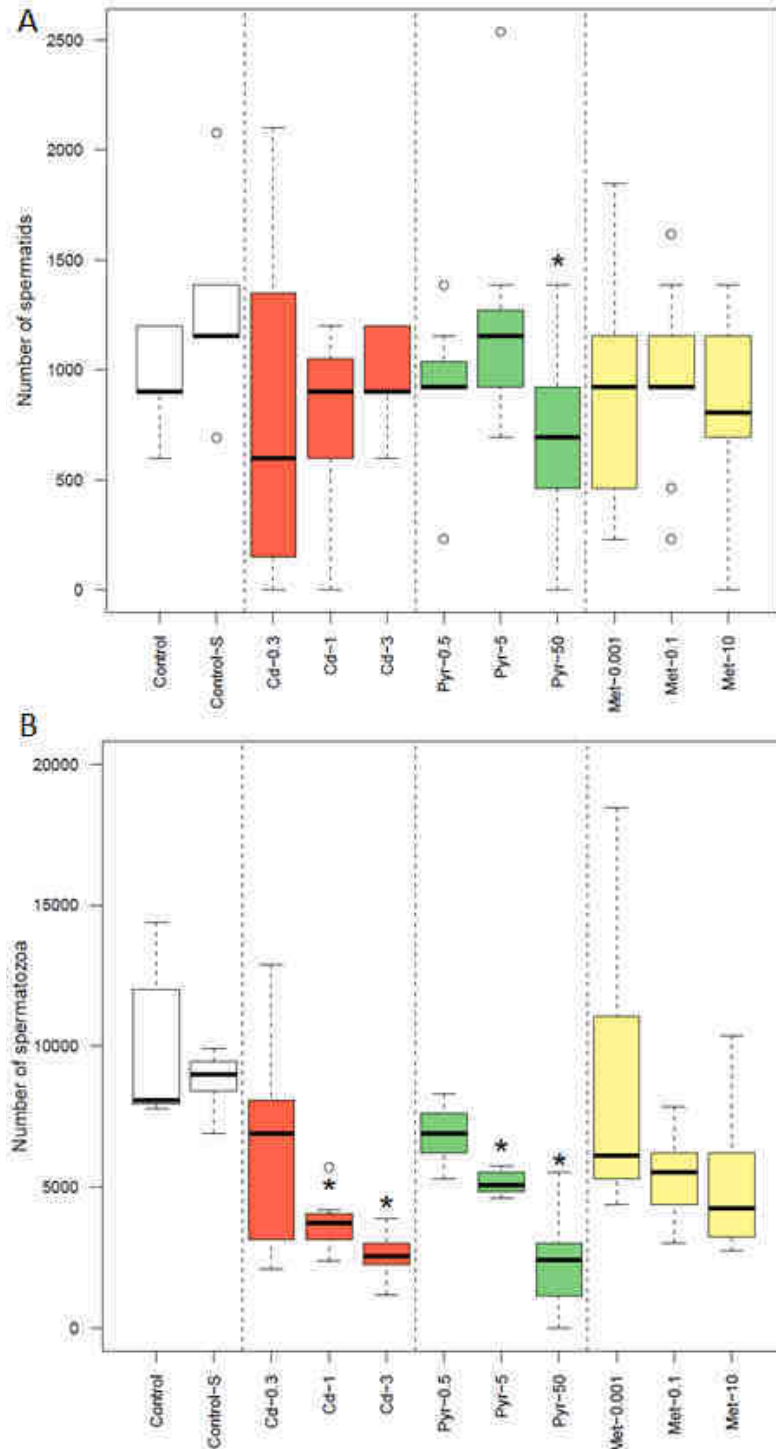 A
Number of spermatids
2500
2000
1500
1000
500
0
*
Control
Control-S
Cd-0.3
Cd-1
Cd-3
Pyr-0.5
Pyr-5
Pyr-50
Met-0.001
Met-0.1
Met-10
B
Number of spermatozoa
20000
15000
10000
5000
0
* * * *
Control
Control-S
Cd-0.3
Cd-1
Cd-3
Pyr-0.5
Pyr-5
Pyr-50
Met-0.001
Met-0.1
Met-10